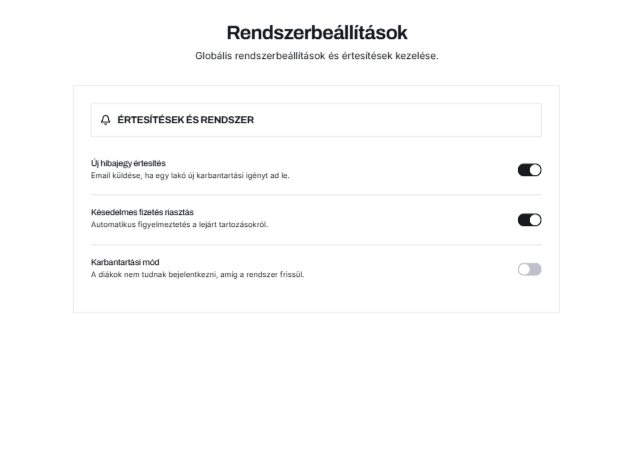 Rendszerbeállítások
Globális rendszerbeállítások és értesítések kezelése.
ÉRTESÍTÉSEK ÉS RENDSZER
Új hibajegy értesítés
Email küldése, ha egy lakó új karbantartási igényt ad le.
Késedelmes fizetés riasztás
Automatikus figyelmeztetés a lejárt tartozásokról.
Karbantartási mód
A diákok nem tudnak bejelentkezni, amíg a rendszer frissül.